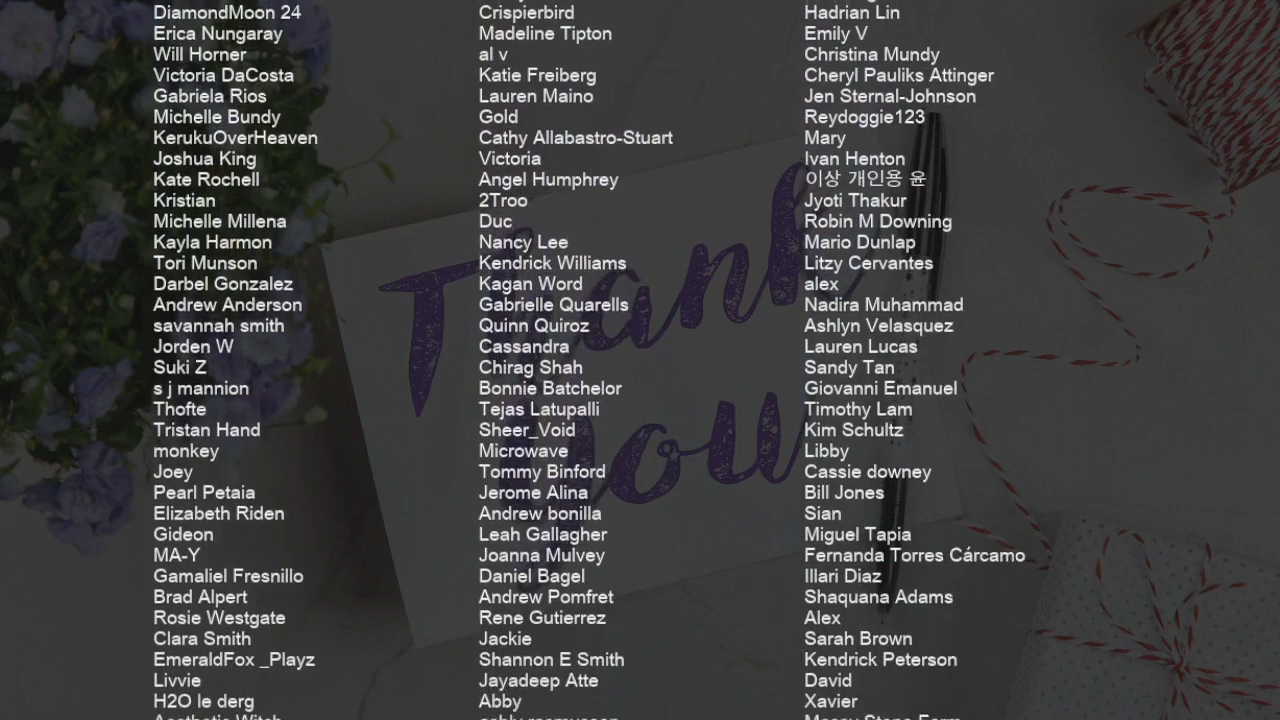 DiamondMoon 24
Erica Nungaray
Will Horner
Victoria DaCosta
Gabriela Rios
Michelle Bundy
KerukuOverHeaven
Joshua King
Kate Rochell
Kristian
Michelle Millena
Kayla Harmon
Tori Munson
Darbel Gonzalez
Andrew Anderson
savannah smith
Jorden W
Suki Z
s j mannion
Thofte
Tristan Hand
monkey
Joey
Pearl Petaia
Elizabeth Riden
Gideon
MA-Y
Gamaliel Fresnillo
Brad Alpert
Rosie Westgate
Clara Smith
EmeraldFox _Playz
Livvie
H2O le derg
Aesthetic Witch
Crispierbird
Madeline Tipton
al v
Katie Freiberg
Lauren Maino
Gold
Cathy Allabastro-Stuart
Victoria
Angel Humphrey
2Troo
Duc
Nancy Lee
Kendrick Williams
Kagan Word
Gabrielle Quarells
Quinn Quiroz
Cassandra
Chirag Shah
Bonnie Batchelor
Tejas Latupalli
Sheer_Void
Microwave
Tommy Binford
Jerome Alina
Andrew bonilla
Leah Gallagher
Joanna Mulvey
Daniel Bagel
Andrew Pomfret
Rene Gutierrez
Jackie
Shannon E Smith
Jayadeep Atte
Abby
Hadrian Lin
Emily V
Christina Mundy
Cheryl Pauliks Attinger
Jen Sternal-Johnson
Reydoggie123
Mary
Ivan Henton
이상 개인용 윤
Jyoti Thakur
Robin M Downing
Mario Dunlap
Litzy Cervantes
alex
Nadira Muhammad
Ashlyn Velasquez
Lauren Lucas
Sandy Tan
Giovanni Emanuel
Timothy Lam
Kim Schultz
Libby
Cassie downey
Bill Jones
Sian
Miguel Tapia
Fernanda Torres Cárcamo
Illari Diaz
Shaquana Adams
Alex
Sarah Brown
Kendrick Peterson
David
Xavier
Thank
you